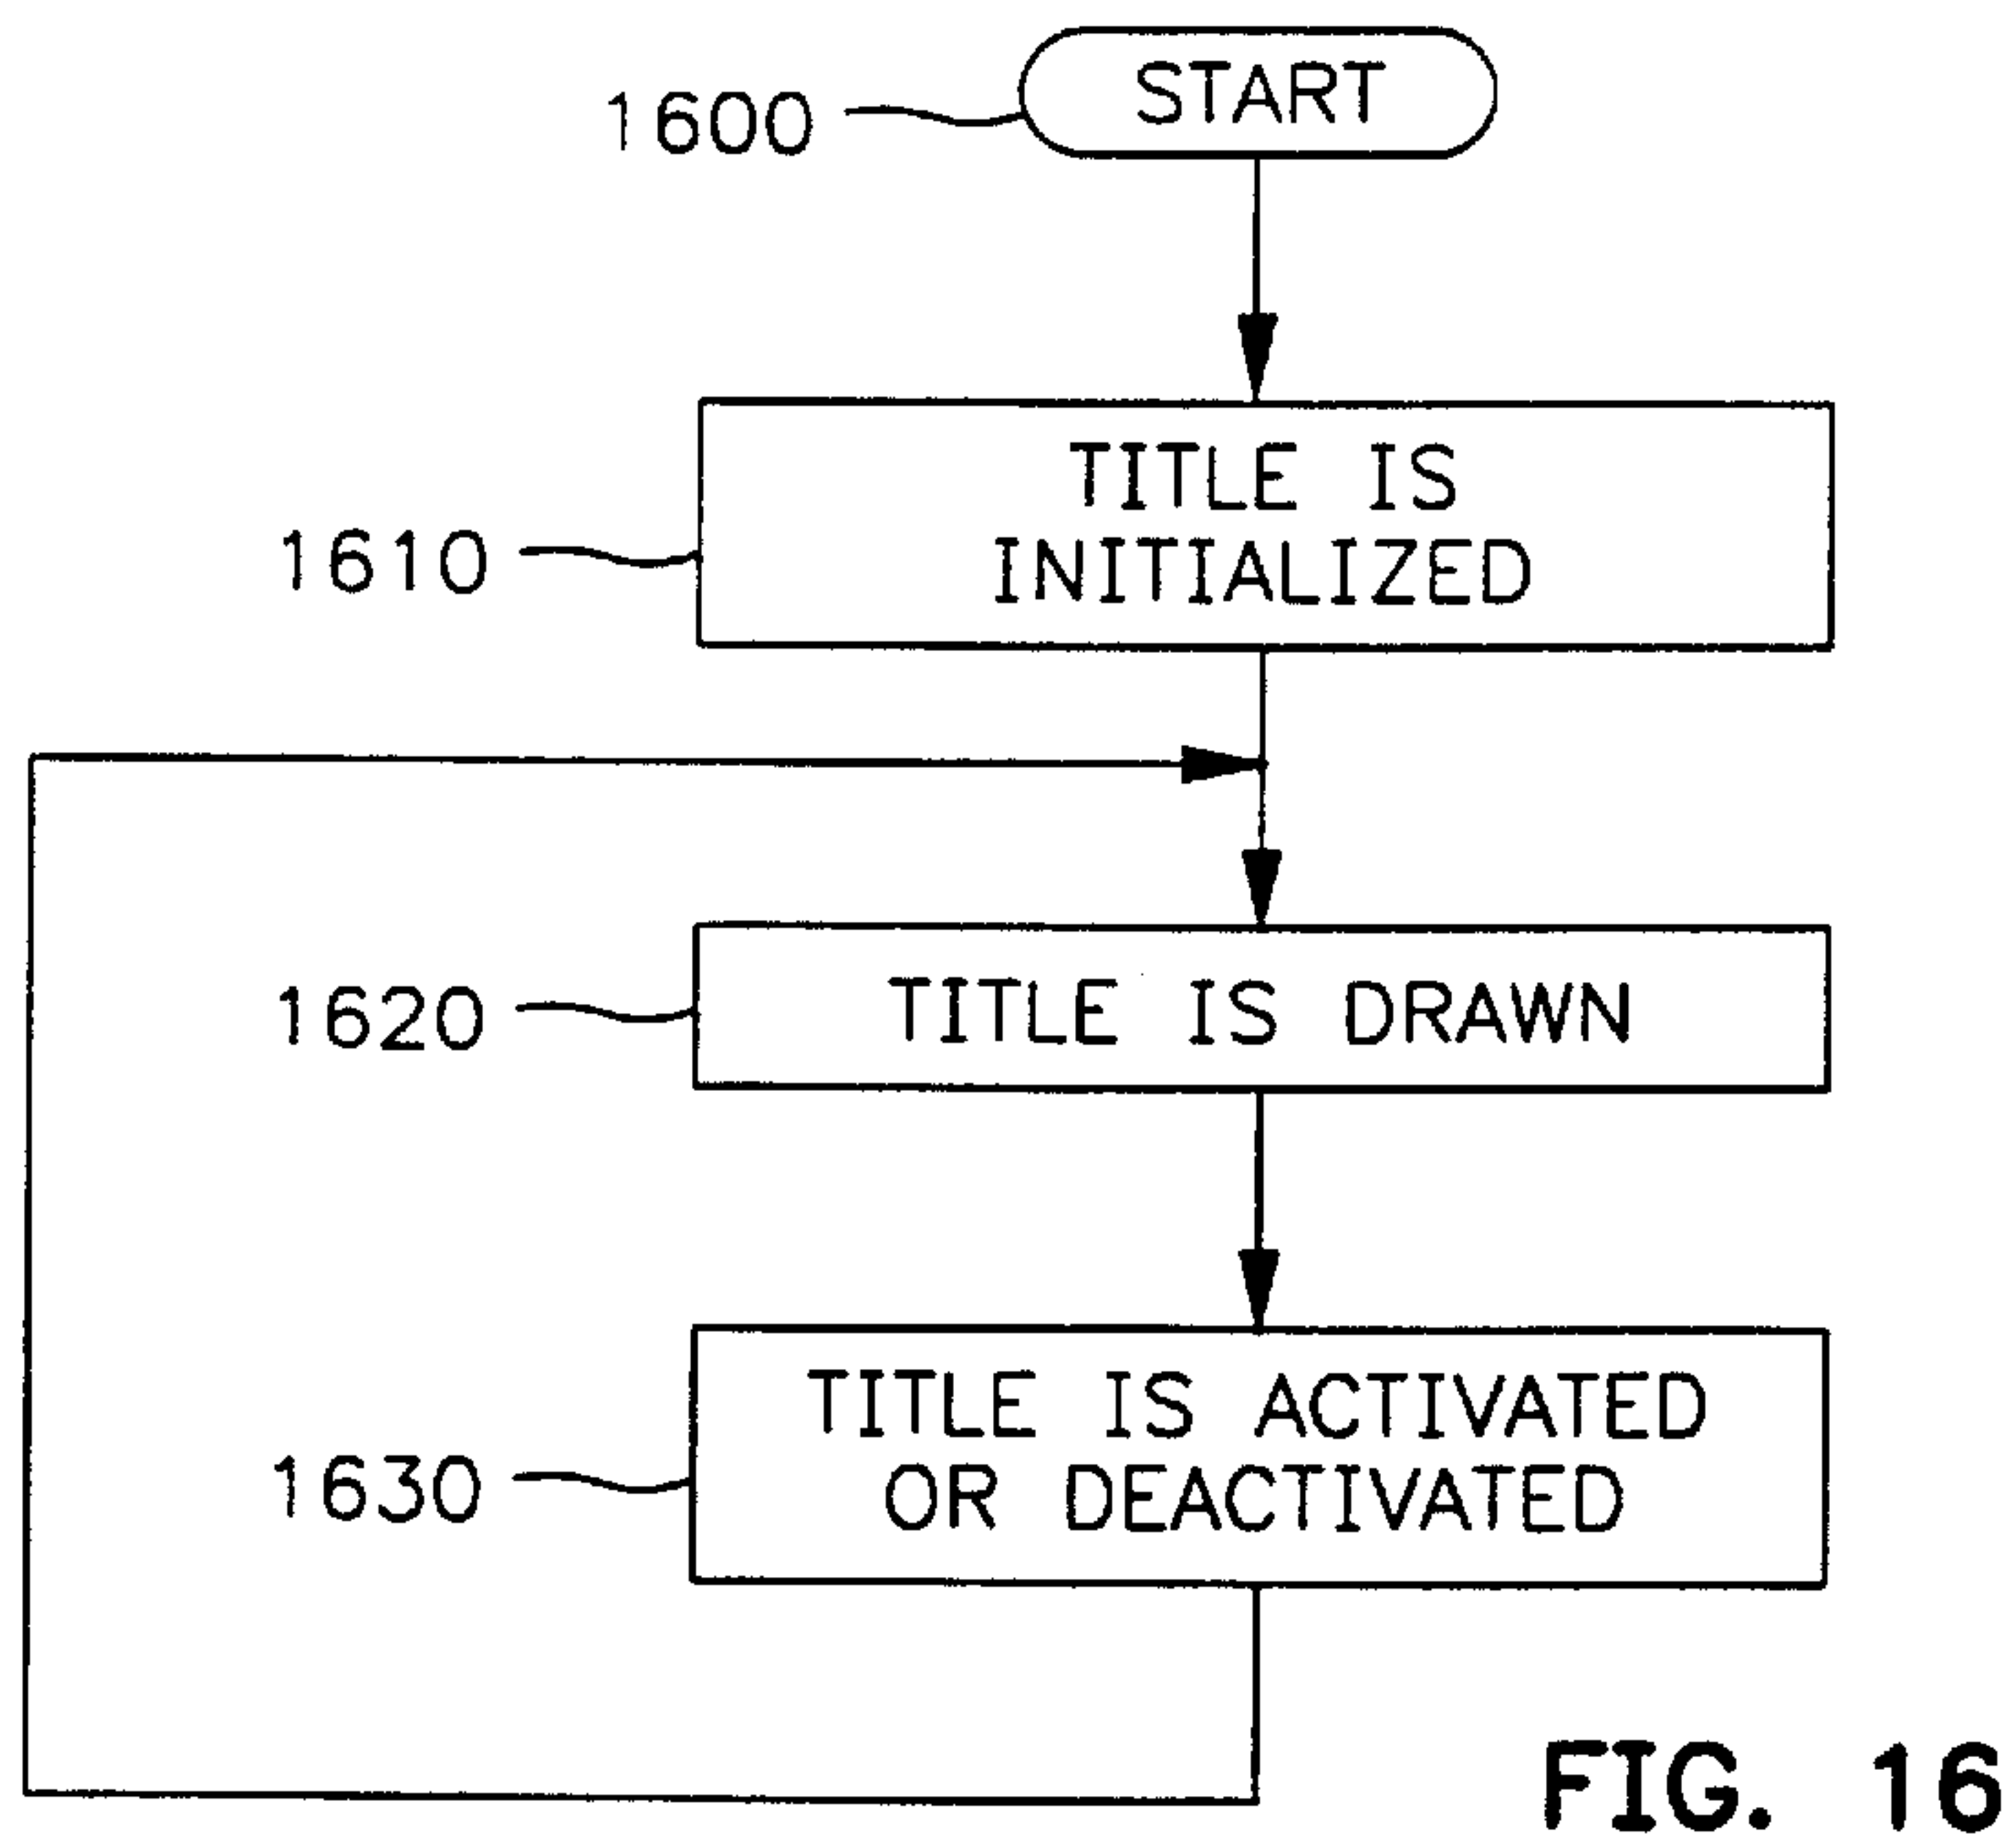 1600
START
1610
TITLE IS
INITIALIZED
1620
TITLE IS DRAWN
1630
TITLE IS ACTIVATED
OR DEACTIVATED
FIG. 16